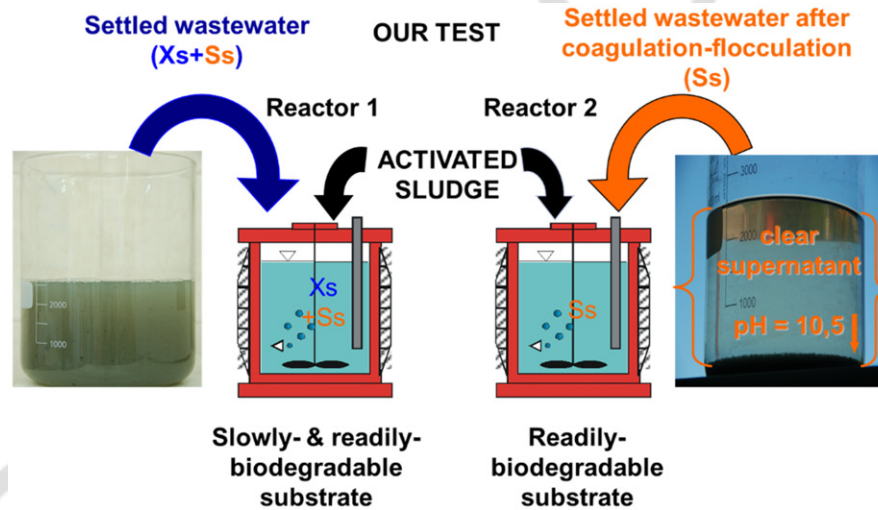 Settled wastewater
(Xs+Ss)
OUR TEST
Settled wastewater after
coagulation-flocculation
(Ss)
Reactor 1
Reactor 2
ACTIVATED
SLUDGE
2000
1000
Xs
+Ss
Ss
3000
2000
clear
supernatant
1000
pH = 10,5
Slowly- & readily-
biodegradable
substrate
Readily-
biodegradable
substrate